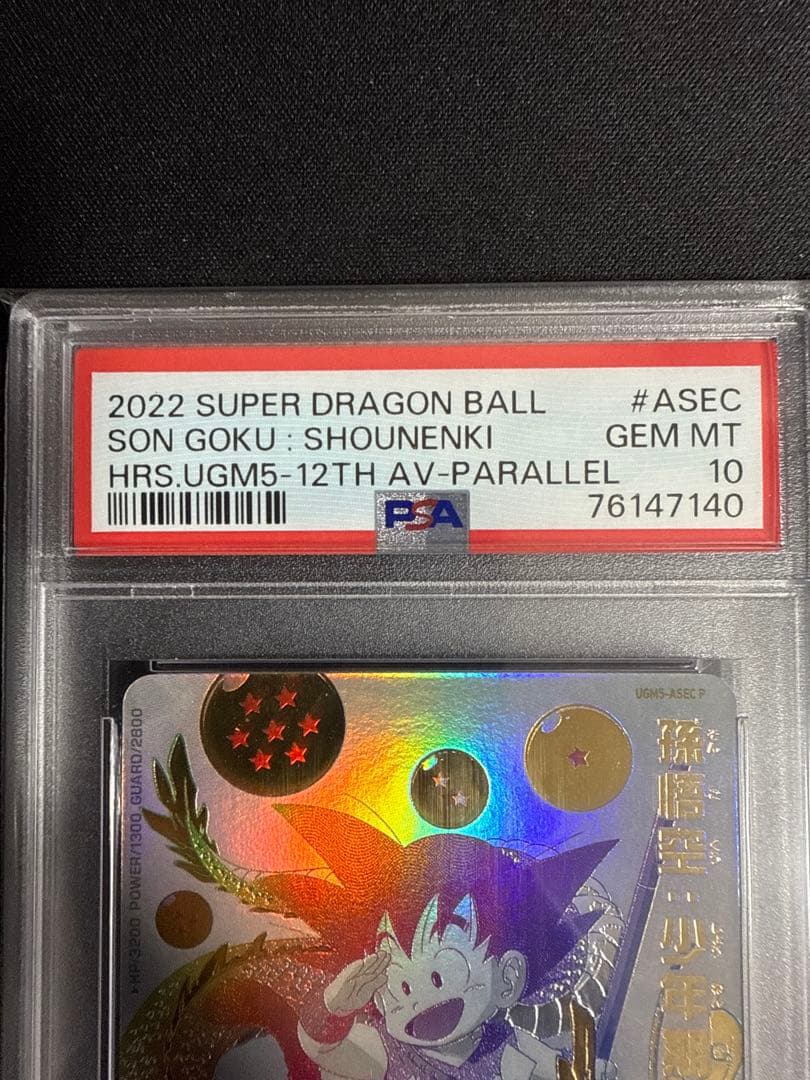 2022 SUPER DRAGON BALL #ASEC
SON GOKU : SHOUNENKI GEM MT
HRS.UGM5-12TH AV-PARALLEL 10
PSA 76147140
UGM5-ASEC P
HP/3200 POWER/1300 GUARD/2800
孫悟空:少年期